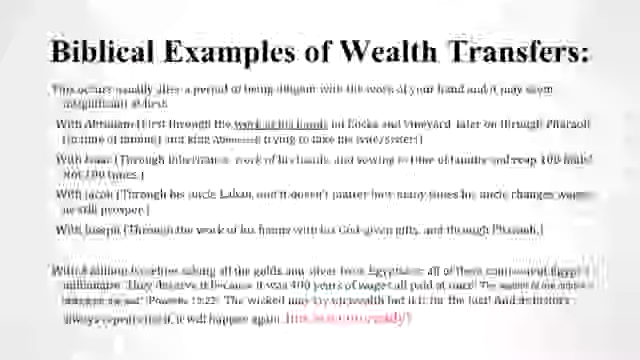 Biblical Examples of Wealth Transfers:
This occurs usually after a period of being diligent with the work of your hand and it may seem
insignificant at first.
With Abraham (First through the work of his hands on flocks and Vineyard, later on through Pharaoh
(in time of famine) and King trying to take his wife/sister)
With Isaac (Through inheritance, work of his hands, and sowing in time of famine and reap 100 folds!
Not 100 times.)
With Jacob (Through his uncle Laban, and it doesn't matter how many times his uncle changes wages
he still prosper.)
With Joseph (Through the work of his hands with his God-given gifts, and through Pharaoh.)
With Million Israelites taking all the golds and silver from Egyptians: all of them came out of Egypt
millionaire. They deserve it because it was 400 years of wages all paid at once! The
(Proverbs 13:22) The wicked may try up wealth but it is for the just! And as history
always repeats itself, it will happen again.